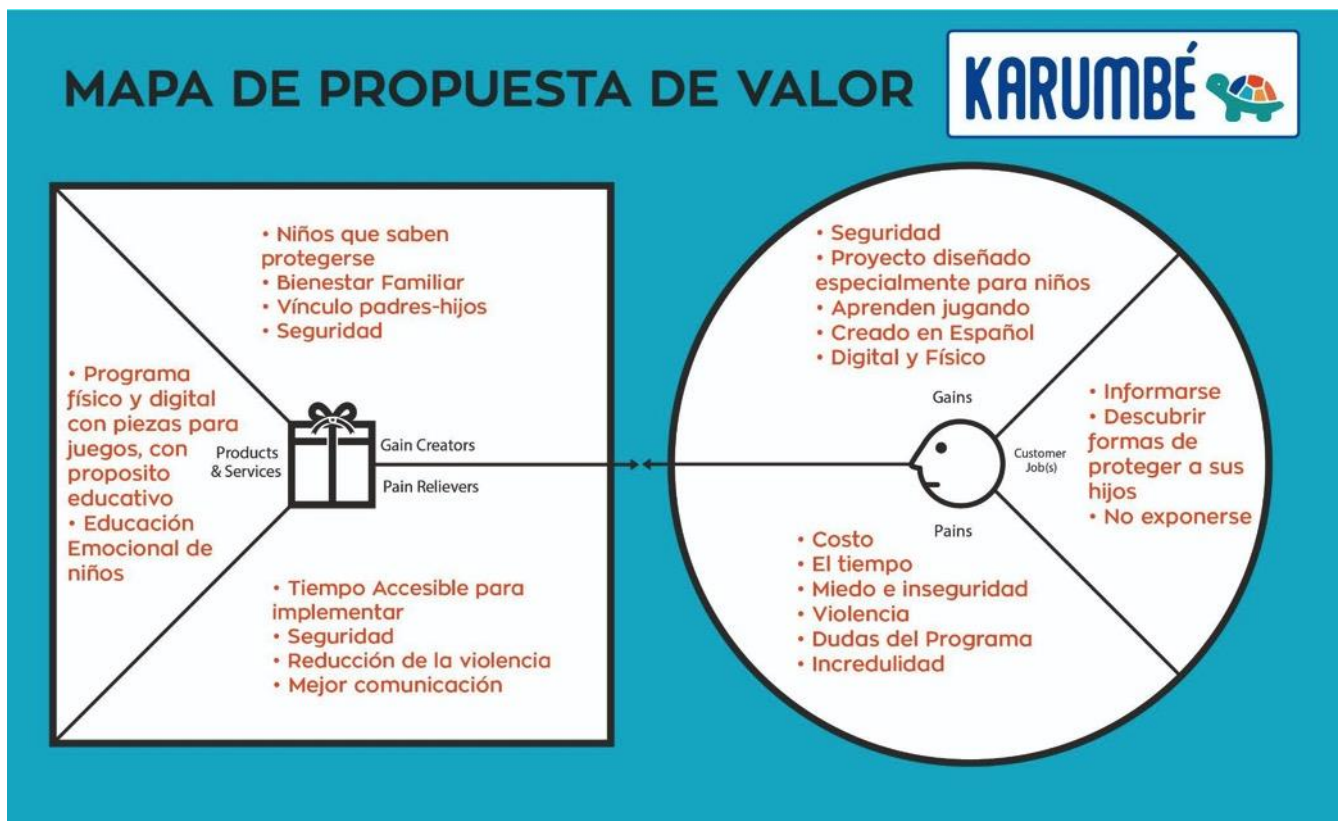 MAPA DE PROPUESTA DE VALOR
KARUMBÉ
• Niños que saben
protegerse
• Bienestar Familiar
• Vínculo padres-hijos
• Seguridad
• Programa
físico y digital
con piezas para
juegos, con
proposito
educativo
• Educación
Emocional de
niños
Products
& Services
Gain Creators
Pain Relievers
• Tiempo Accesible para
implementar
• Seguridad
• Reducción de la violencia
• Mejor comunicación
• Seguridad
• Proyecto diseñado
especialmente para niños
• Aprenden jugando
• Creado en Español
• Digital y Físico
Gains
Customer
Job(s)
Pains
• Informarse
• Descubrir
formas de
proteger a sus
hijos
• No exponerse
• Costo
• El tiempo
• Miedo e inseguridad
• Violencia
• Dudas del Programa
• Incredulidad